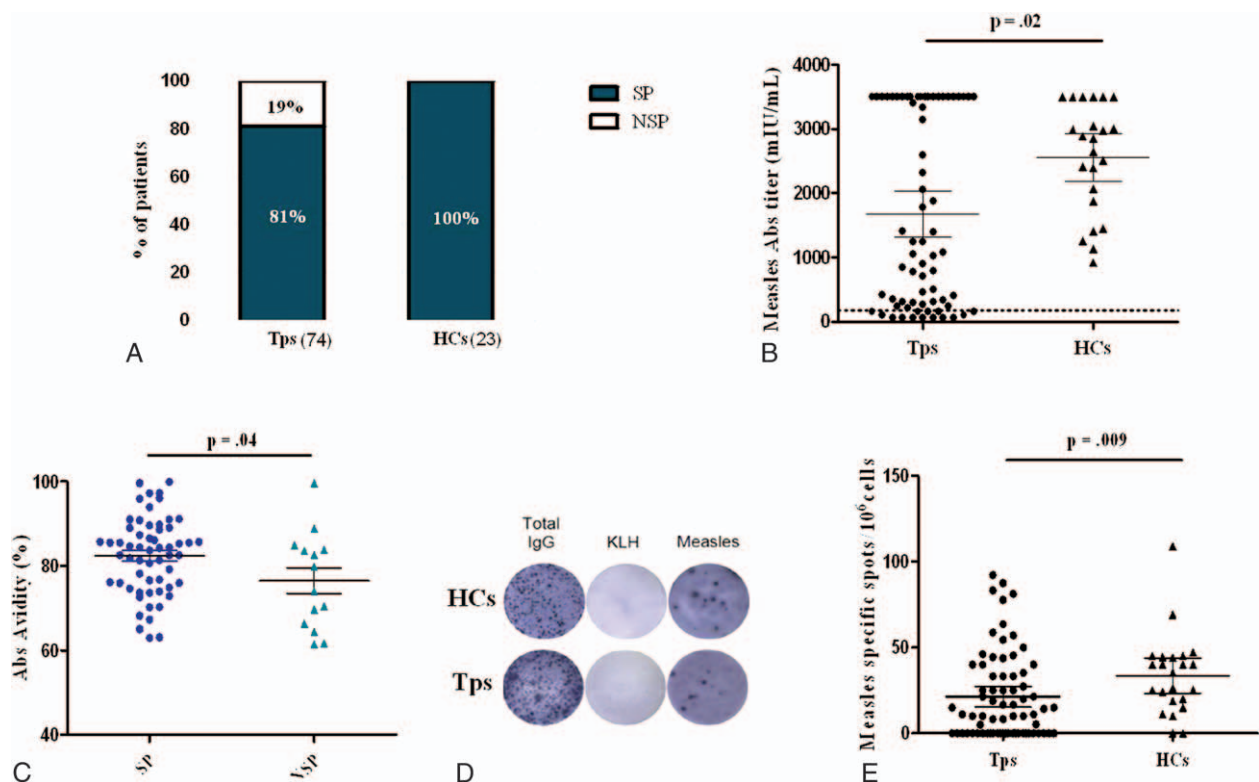 100
80
60
40
20
0
% of patients
19%
81%
100%
Tps (74)
HCs (23)
SP
NSP
A
p = .02
4000
3000
2000
1000
0
Measles Abs titer (mIU/mL)
Tps
HCs
B
p = .04
100
80
60
40
Abs Avidity (%)
SP
NSP
C
Total
IgG
KLH
Measles
HCs
Tps
D
p = .009
150
100
50
0
Measles specific spots/10⁶cells
Tps
HCs
E